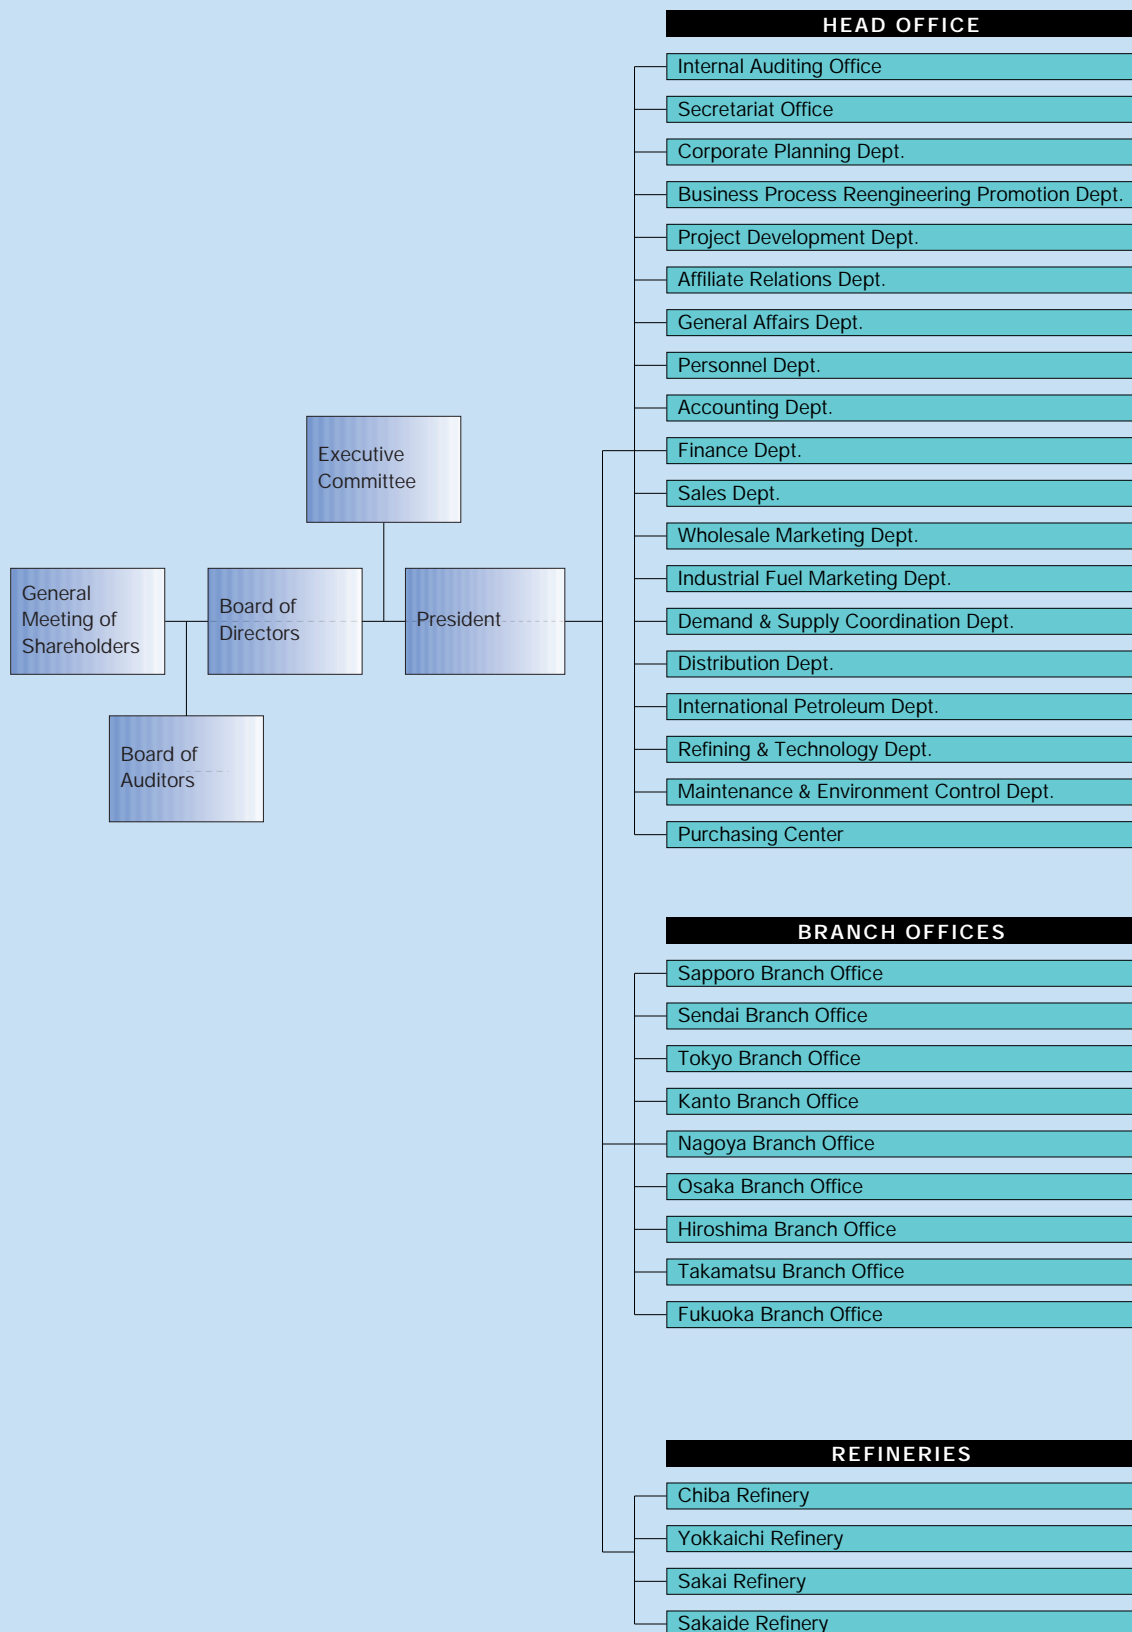 HEAD OFFICE
Internal Auditing Office
Secretariat Office
Corporate Planning Dept.
Business Process Reengineering Promotion Dept.
Project Development Dept.
Affiliate Relations Dept.
General Affairs Dept.
Personnel Dept.
Accounting Dept.
Finance Dept.
Sales Dept.
Wholesale Marketing Dept.
Industrial Fuel Marketing Dept.
Demand & Supply Coordination Dept.
Distribution Dept.
International Petroleum Dept.
Refining & Technology Dept.
Maintenance & Environment Control Dept.
Purchasing Center
Executive
Committee
General
Meeting of
Shareholders
Board of
Directors
President
Board of
Auditors
BRANCH OFFICES
Sapporo Branch Office
Sendai Branch Office
Tokyo Branch Office
Kanto Branch Office
Nagoya Branch Office
Osaka Branch Office
Hiroshima Branch Office
Takamatsu Branch Office
Fukuoka Branch Office
REFINERIES
Chiba Refinery
Yokkaichi Refinery
Sakai Refinery
Sakaide Refinery